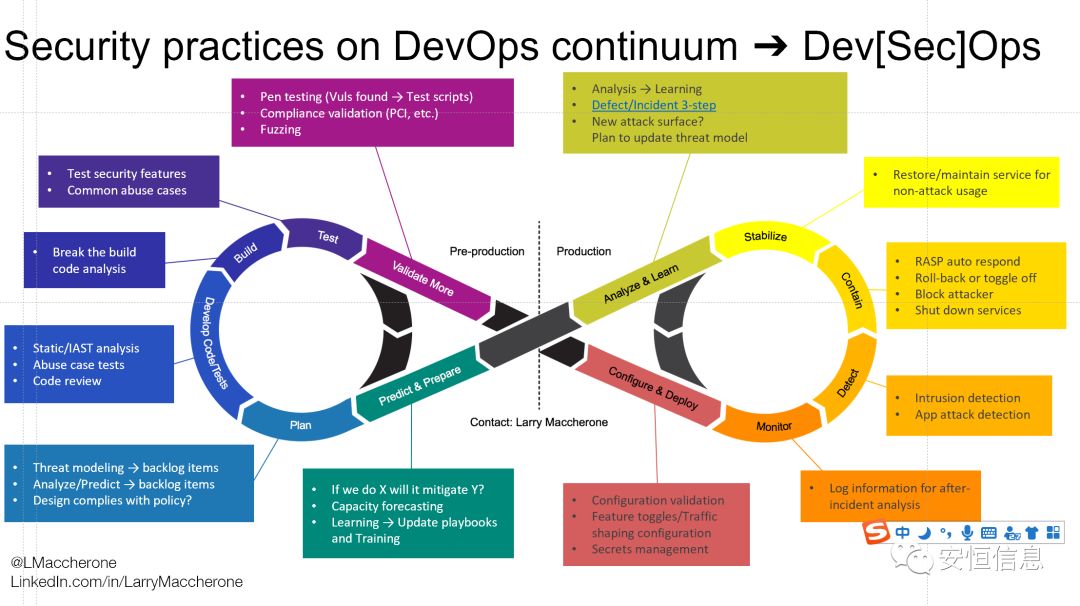 Security practices on DevOps continuum ➔ Dev[Sec]Ops
• Pen testing (Vuls found → Test scripts)
• Compliance validation (PCI, etc.)
• Fuzzing
• Analysis → Learning
• Defect/Incident 3-step
• New attack surface?
Plan to update threat model
• Test security features
• Common abuse cases
• Restore/maintain service for
non-attack usage
• Break the build
code analysis
• RASP auto respond
• Roll-back or toggle off
• Block attacker
• Shut down services
• Static/IAST analysis
• Abuse case tests
• Code review
• Intrusion detection
• App attack detection
• Threat modeling → backlog items
• Analyze/Predict → backlog items
• Design complies with policy?
• If we do X will it mitigate Y?
• Capacity forecasting
• Learning → Update playbooks
and Training
• Configuration validation
• Feature toggles/Traffic
shaping configuration
• Secrets management
• Log information for after-
incident analysis
Pre-production
Production
Plan
Develop Code/Tests
Build
Test
Validate More
Configure & Deploy
Monitor
Detect
Contain
Stabilize
Analyze & Learn
Predict & Prepare
Contact: Larry Maccherone
@LMaccherone
LinkedIn.com/in/LarryMaccherone
S 中
安恒信息